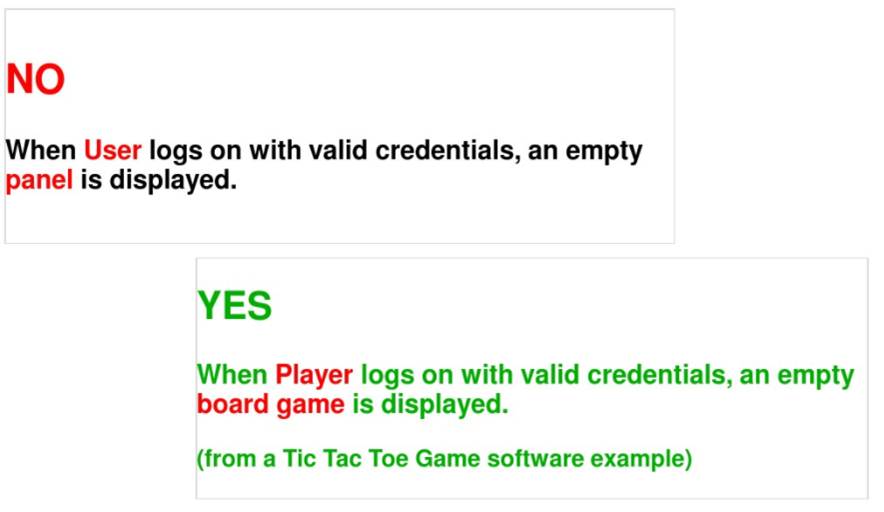 NO
When User logs on with valid credentials, an empty
panel is displayed.
YES
When Player logs on with valid credentials, an empty
board game is displayed.
(from a Tic Tac Toe Game software example)